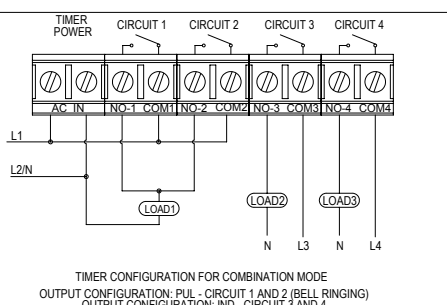 TIMER POWER CIRCUIT 1 CIRCUIT 2 CIRCUIT 3 CIRCUIT 4
AC IN NO-1 COM1 NO-2 COM2 NO-3 COM3 NO-4 COM4
L1
L2/N
LOAD1 LOAD2 LOAD3
N L3 N L4
TIMER CONFIGURATION FOR COMBINATION MODE
OUTPUT CONFIGURATION: PUL - CIRCUIT 1 AND 2 (BELL RINGING)
OUTPUT CONFIGURATION: IND - CIRCUIT 3 AND 4